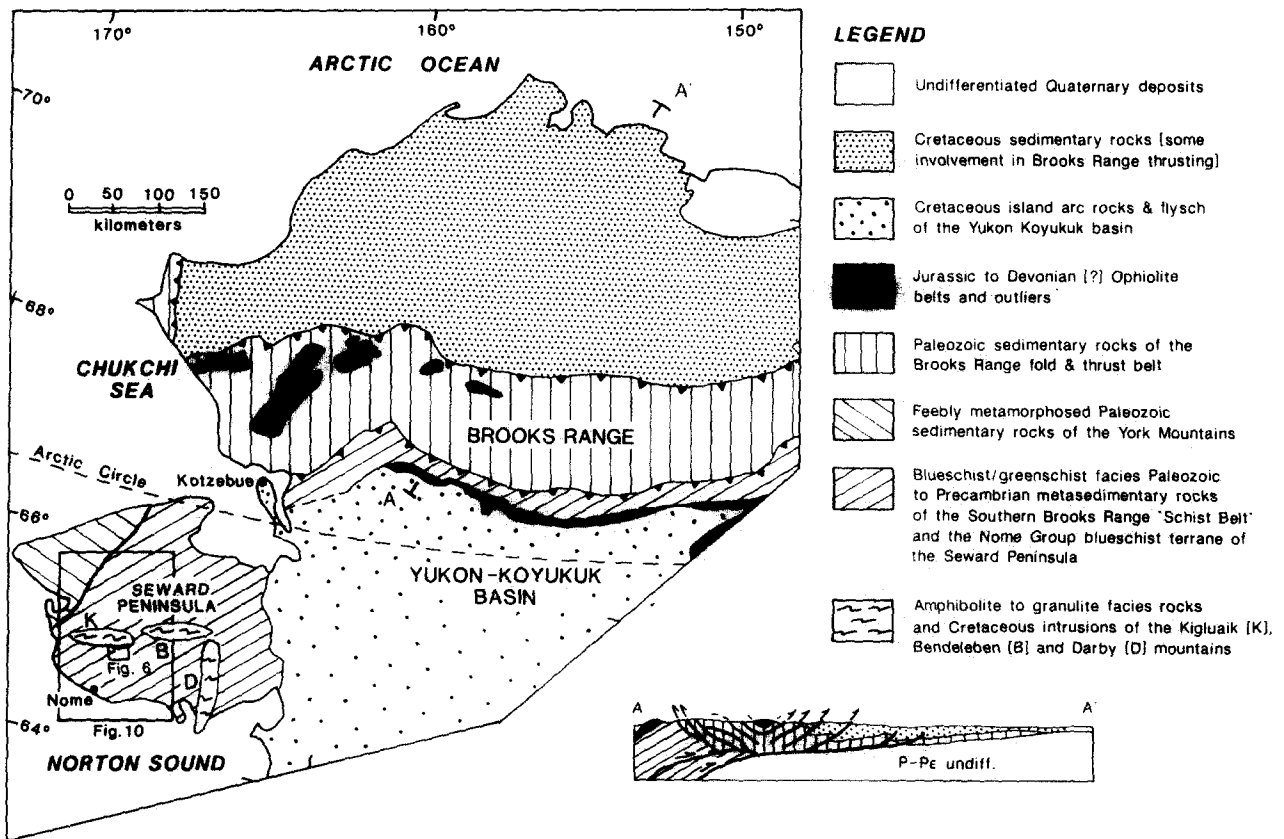 170°
160°
150°
ARCTIC OCEAN
70°
A'
0 50 100 150
kilometers
68°
CHUKCHI
SEA
BROOKS RANGE
Arctic Circle
Kotzebue
A
66°
YUKON-KOYUKUK
BASIN
SEWARD
PENINSULA
K
B
Fig. 6
D
Nome
Fig.10
64°
NORTON SOUND
LEGEND
Undifferentiated Quaternary deposits
Cretaceous sedimentary rocks [some
involvement in Brooks Range thrusting]
Cretaceous island arc rocks & flysch
of the Yukon Koyukuk basin
Jurassic to Devonian [?] Ophiolite
belts and outliers
Paleozoic sedimentary rocks of the
Brooks Range fold & thrust belt
Feebly metamorphosed Paleozoic
sedimentary rocks of the York Mountains
Blueschist/greenschist facies Paleozoic
to Precambrian metasedimentary rocks
of the Southern Brooks Range "Schist Belt"
and the Nome Group blueschist terrane of
the Seward Peninsula
Amphibolite to granulite facies rocks
and Cretaceous intrusions of the Kigluaik [K],
Bendeleben [B] and Darby [D] mountains
A
A'
P-Pɛ undiff.